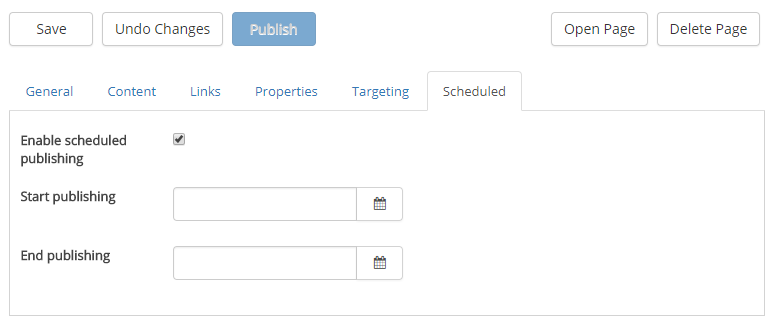 Save Undo Changes Publish Open Page Delete Page
General Content Links Properties Targeting Scheduled
Enable scheduled
publishing
Start publishing
End publishing